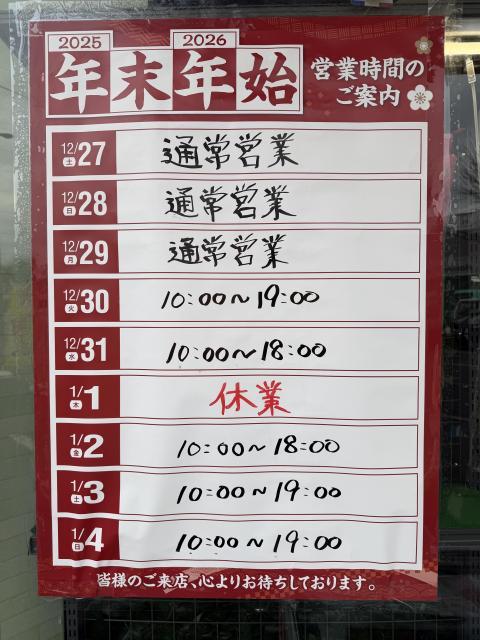 2025 2026
年末年始
営業時間の
ご案内
12/27 土 通常営業
12/28 日 通常営業
12/29 月 通常営業
12/30 火 10:00~19:00
12/31 水 10:00~18:00
1/1 木 休業
1/2 金 10:00~18:00
1/3 土 10:00~19:00
1/4 日 10:00~19:00
皆様のご来店、心よりお待ちしております。